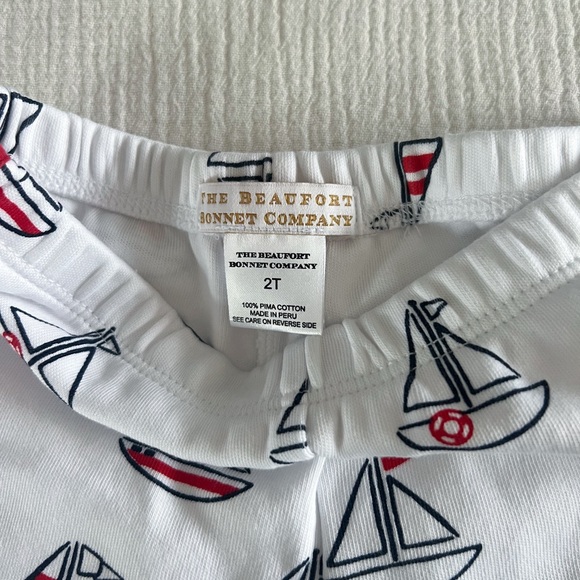 THE BEAUFORT
BONNET COMPANY
THE BEAUFORT
BONNET COMPANY
2T
100% PIMA COTTON
MADE IN PERU
SEE CARE ON REVERSE SIDE